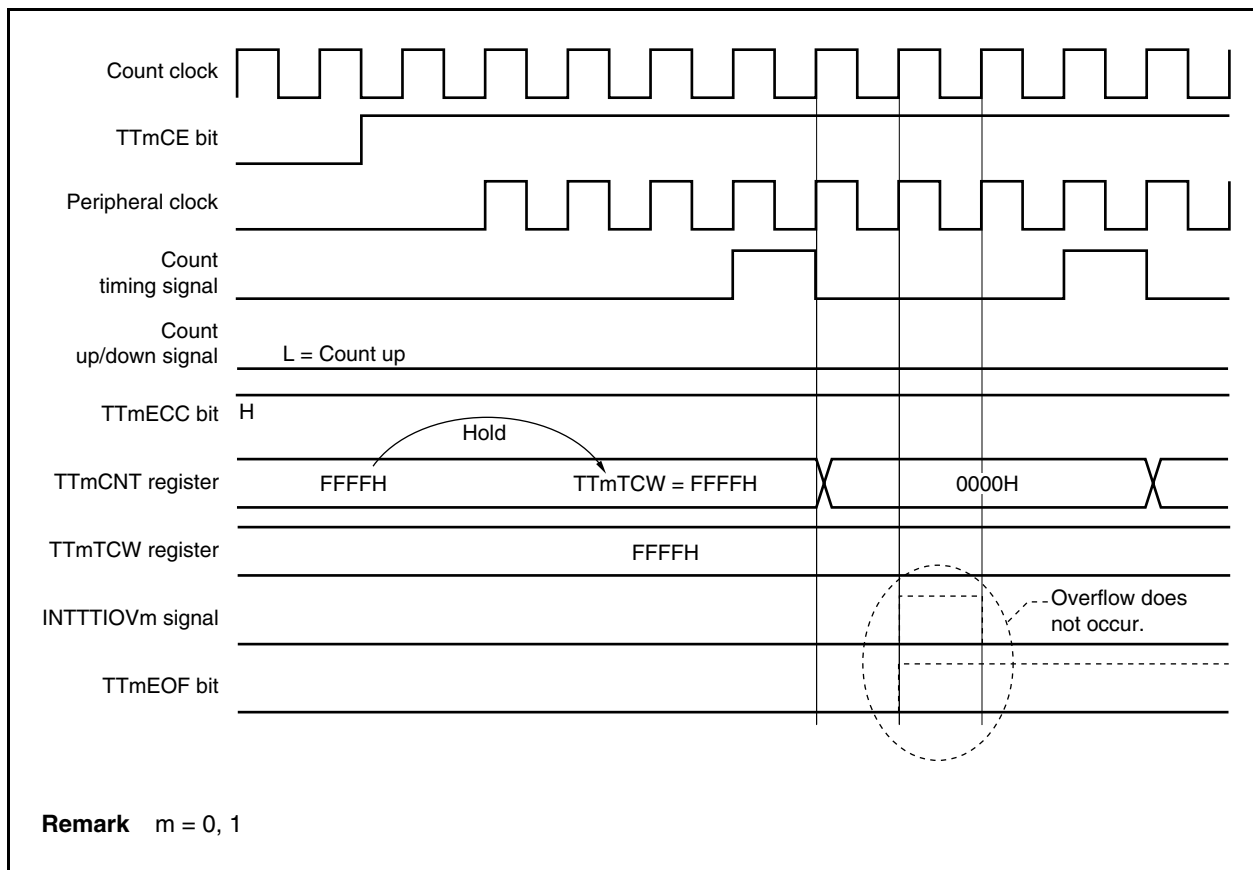 Count clock
TTmCE bit
Peripheral clock
Count
timing signal
Count
up/down signal
L = Count up
TTmECC bit
H
Hold
TTmCNT register
FFFFH
TTmTCW = FFFFH
0000H
TTmTCW register
FFFFH
INTTTIOVm signal
Overflow does
not occur.
TTmEOF bit
Remark m = 0, 1